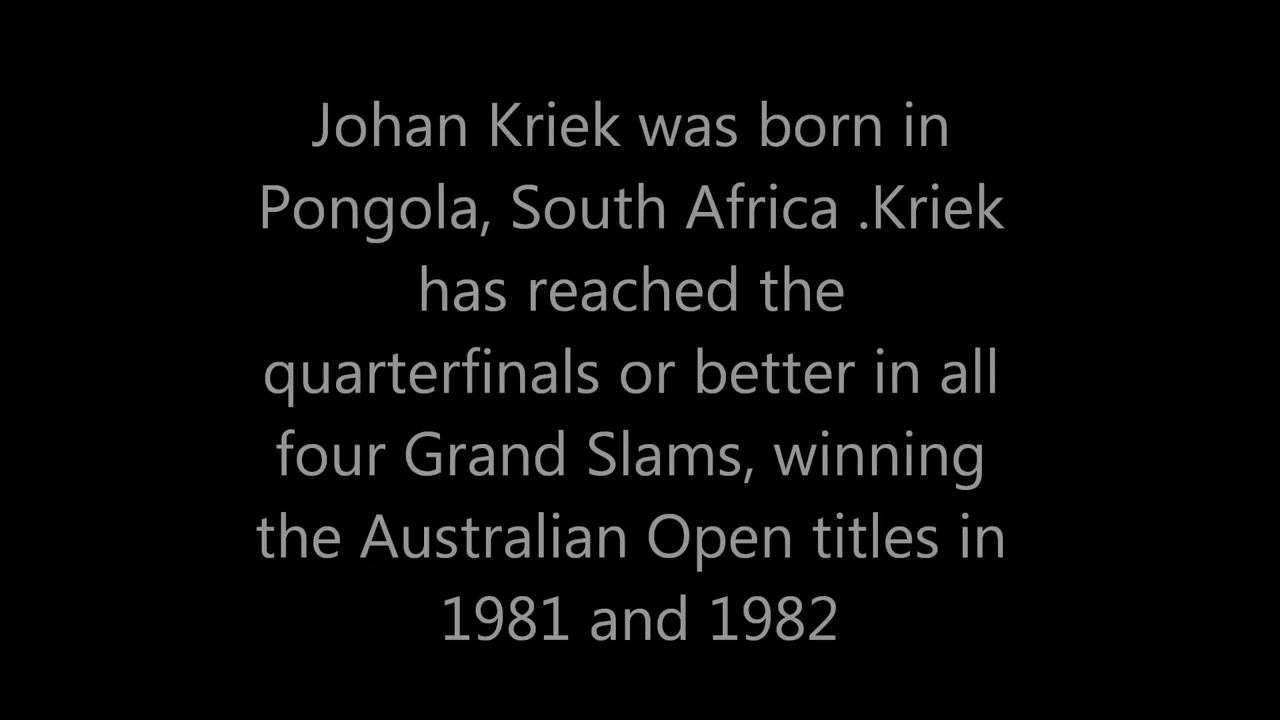 Johan Kriek was born in
Pongola, South Africa .Kriek
has reached the
quarterfinals or better in all
four Grand Slams, winning
the Australian Open titles in
1981 and 1982